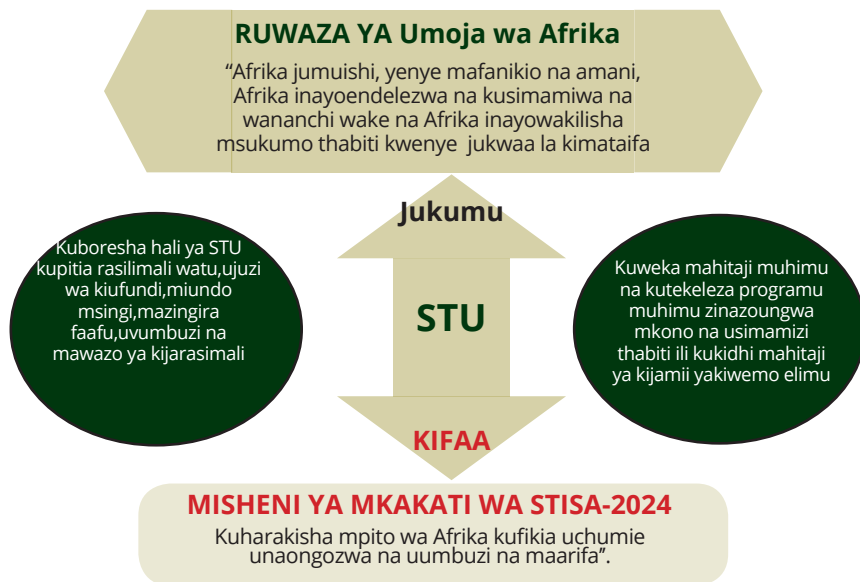 RUWAZA YA Umoja wa Afrika
“Afrika jumuishi, yenye mafanikio na amani,
Afrika inayoendelezwa na kusimamiwa na
wananchi wake na Afrika inayowakilisha
msukumo thabiti kwenye jukwaa la kimataifa
Jukumu
Kuboresha hali ya STU
kupitia rasilimali watu,ujuzi
wa kiufundi,miundo
msingi,mazingira
faafu,uvumbuzi na
mawazo ya kijarasimali
STU
Kuweka mahitaji muhimu
na kutekeleza programu
muhimu zinazoungwa
mkono na usimamizi
thabiti ili kukidhi mahitaji
ya kijamii yakiwemo elimu
KIFAA
MISHENI YA MKAKATI WA STISA-2024
Kuharakisha mpito wa Afrika kufikia uchumie
unaongozwa na uumbuzi na maarifa”.